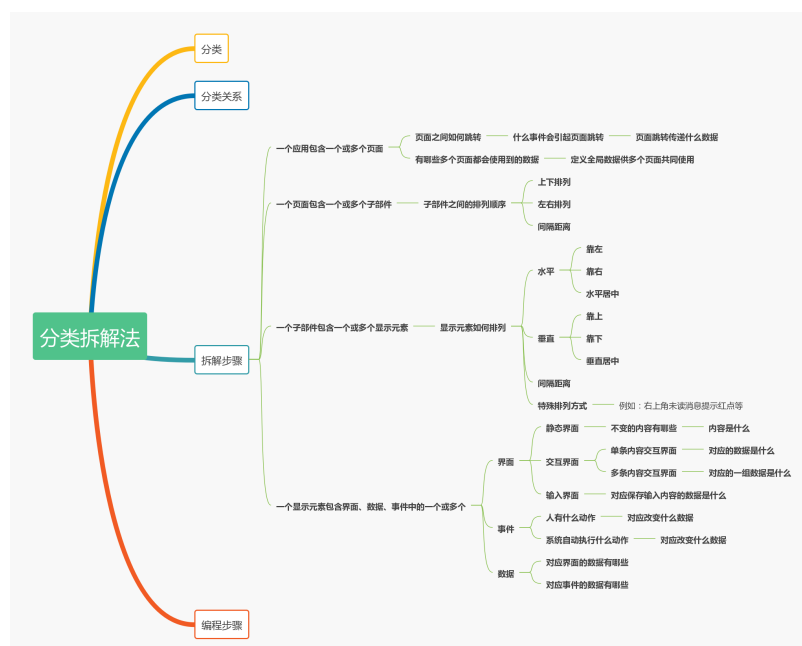 分类拆解法
分类
分类关系
拆解步骤
一个应用包含一个或多个页面
页面之间如何跳转
什么事件会引起页面跳转
页面跳转传递什么数据
有哪些多个页面都会使用到的数据
定义全局数据供多个页面共同使用
一个页面包含一个或多个子部件
子部件之间的排列顺序
上下排列
左右排列
间隔距离
一个子部件包含一个或多个显示元素
显示元素如何排列
水平
靠左
靠右
水平居中
垂直
靠上
靠下
垂直居中
间隔距离
特殊排列方式
例如：右上角未读消息提示红点等
一个显示元素包含界面、数据、事件中的一个或多个
界面
静态界面
不变的内容有哪些
内容是什么
交互界面
单条内容交互界面
对应的数据是什么
多条内容交互界面
对应的一组数据是什么
输入界面
对应保存输入内容的数据是什么
事件
人有什么动作
对应改变什么数据
系统自动执行什么动作
对应改变什么数据
数据
对应界面的数据有哪些
对应事件的数据有哪些
编程步骤